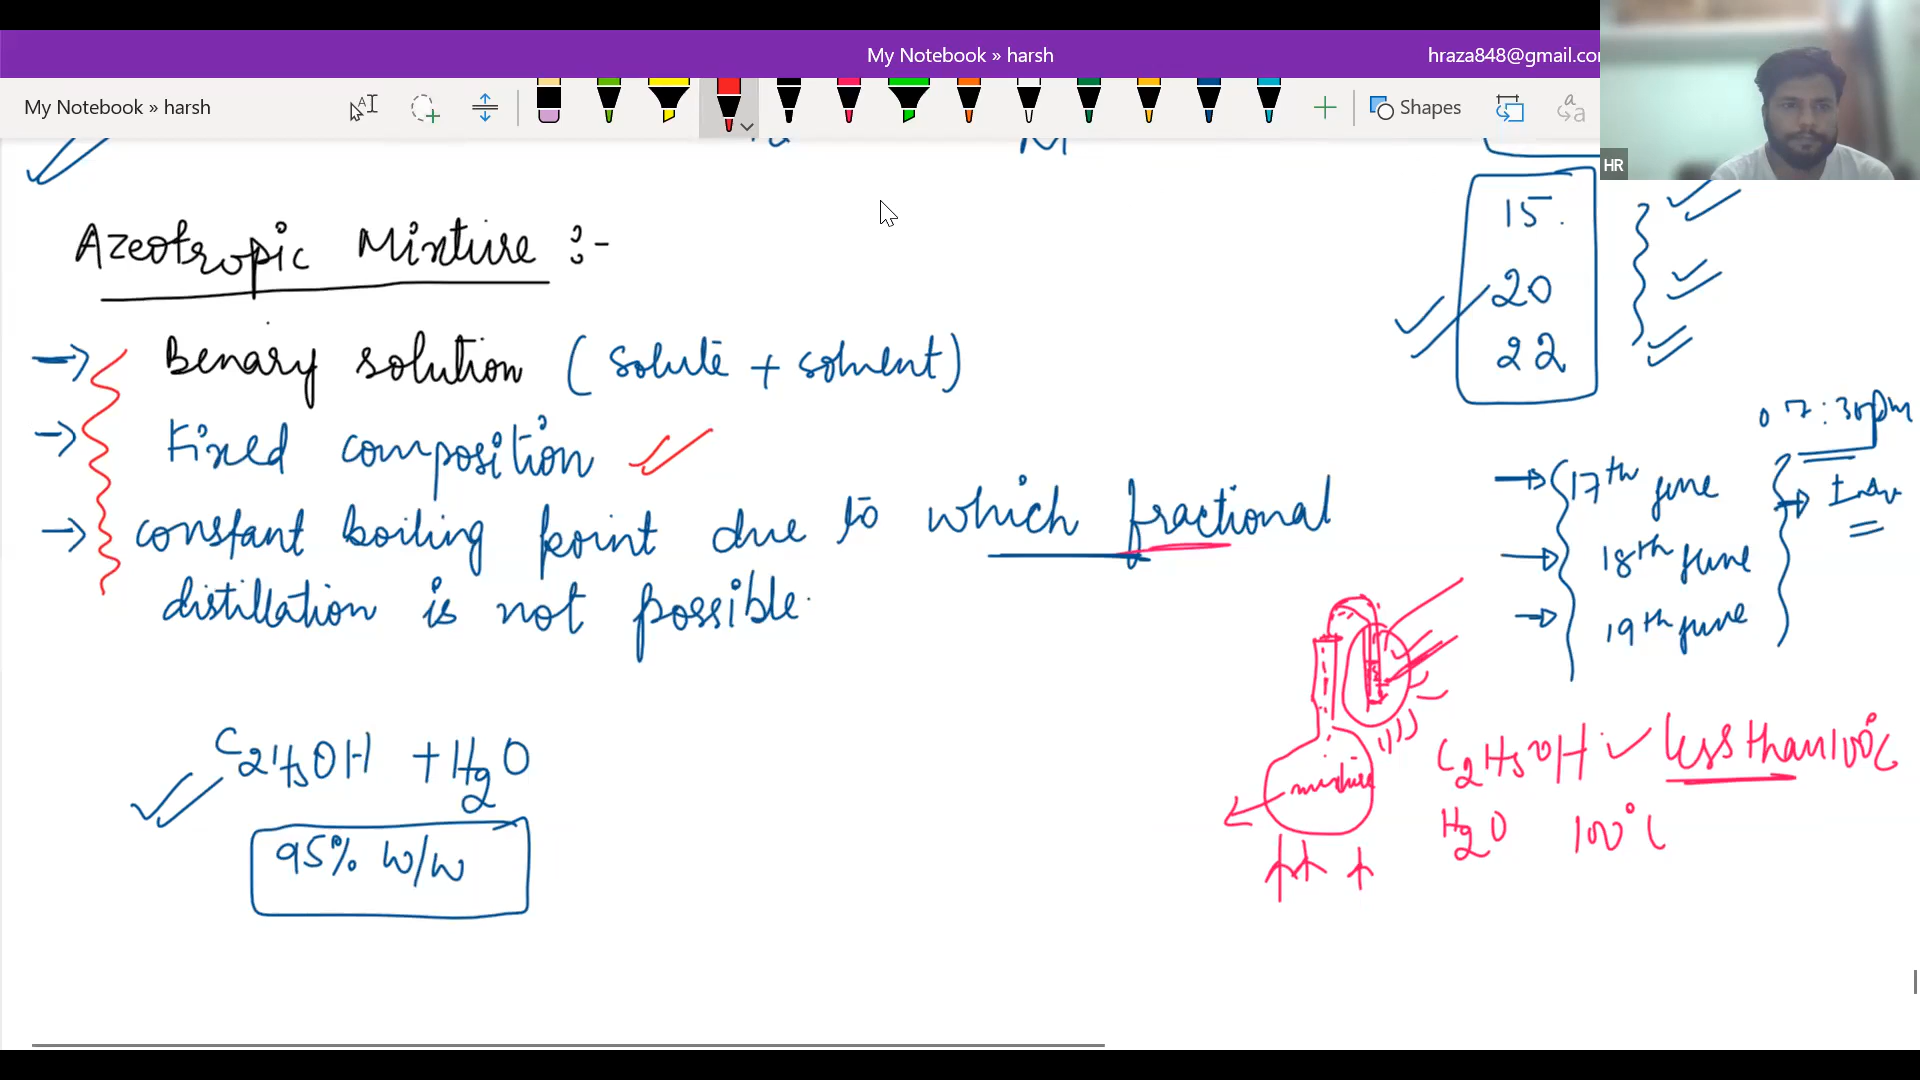 My Notebook » harsh
hraza848@gmail.co
My Notebook » harsh
Shapes
HR
Azeotropic Mixture :-
→ Benary solution (solute + solvent)
→ Fixed composition
→ constant boiling point due to which fractional
distillation is not possible.
C2H5OH + H2O
95% w/w
15.
20
22
07:30pm
→ 17th june
→ 18th june
→ 19th june
mixture
C2H5OH less than 100°C
H2O 100°C